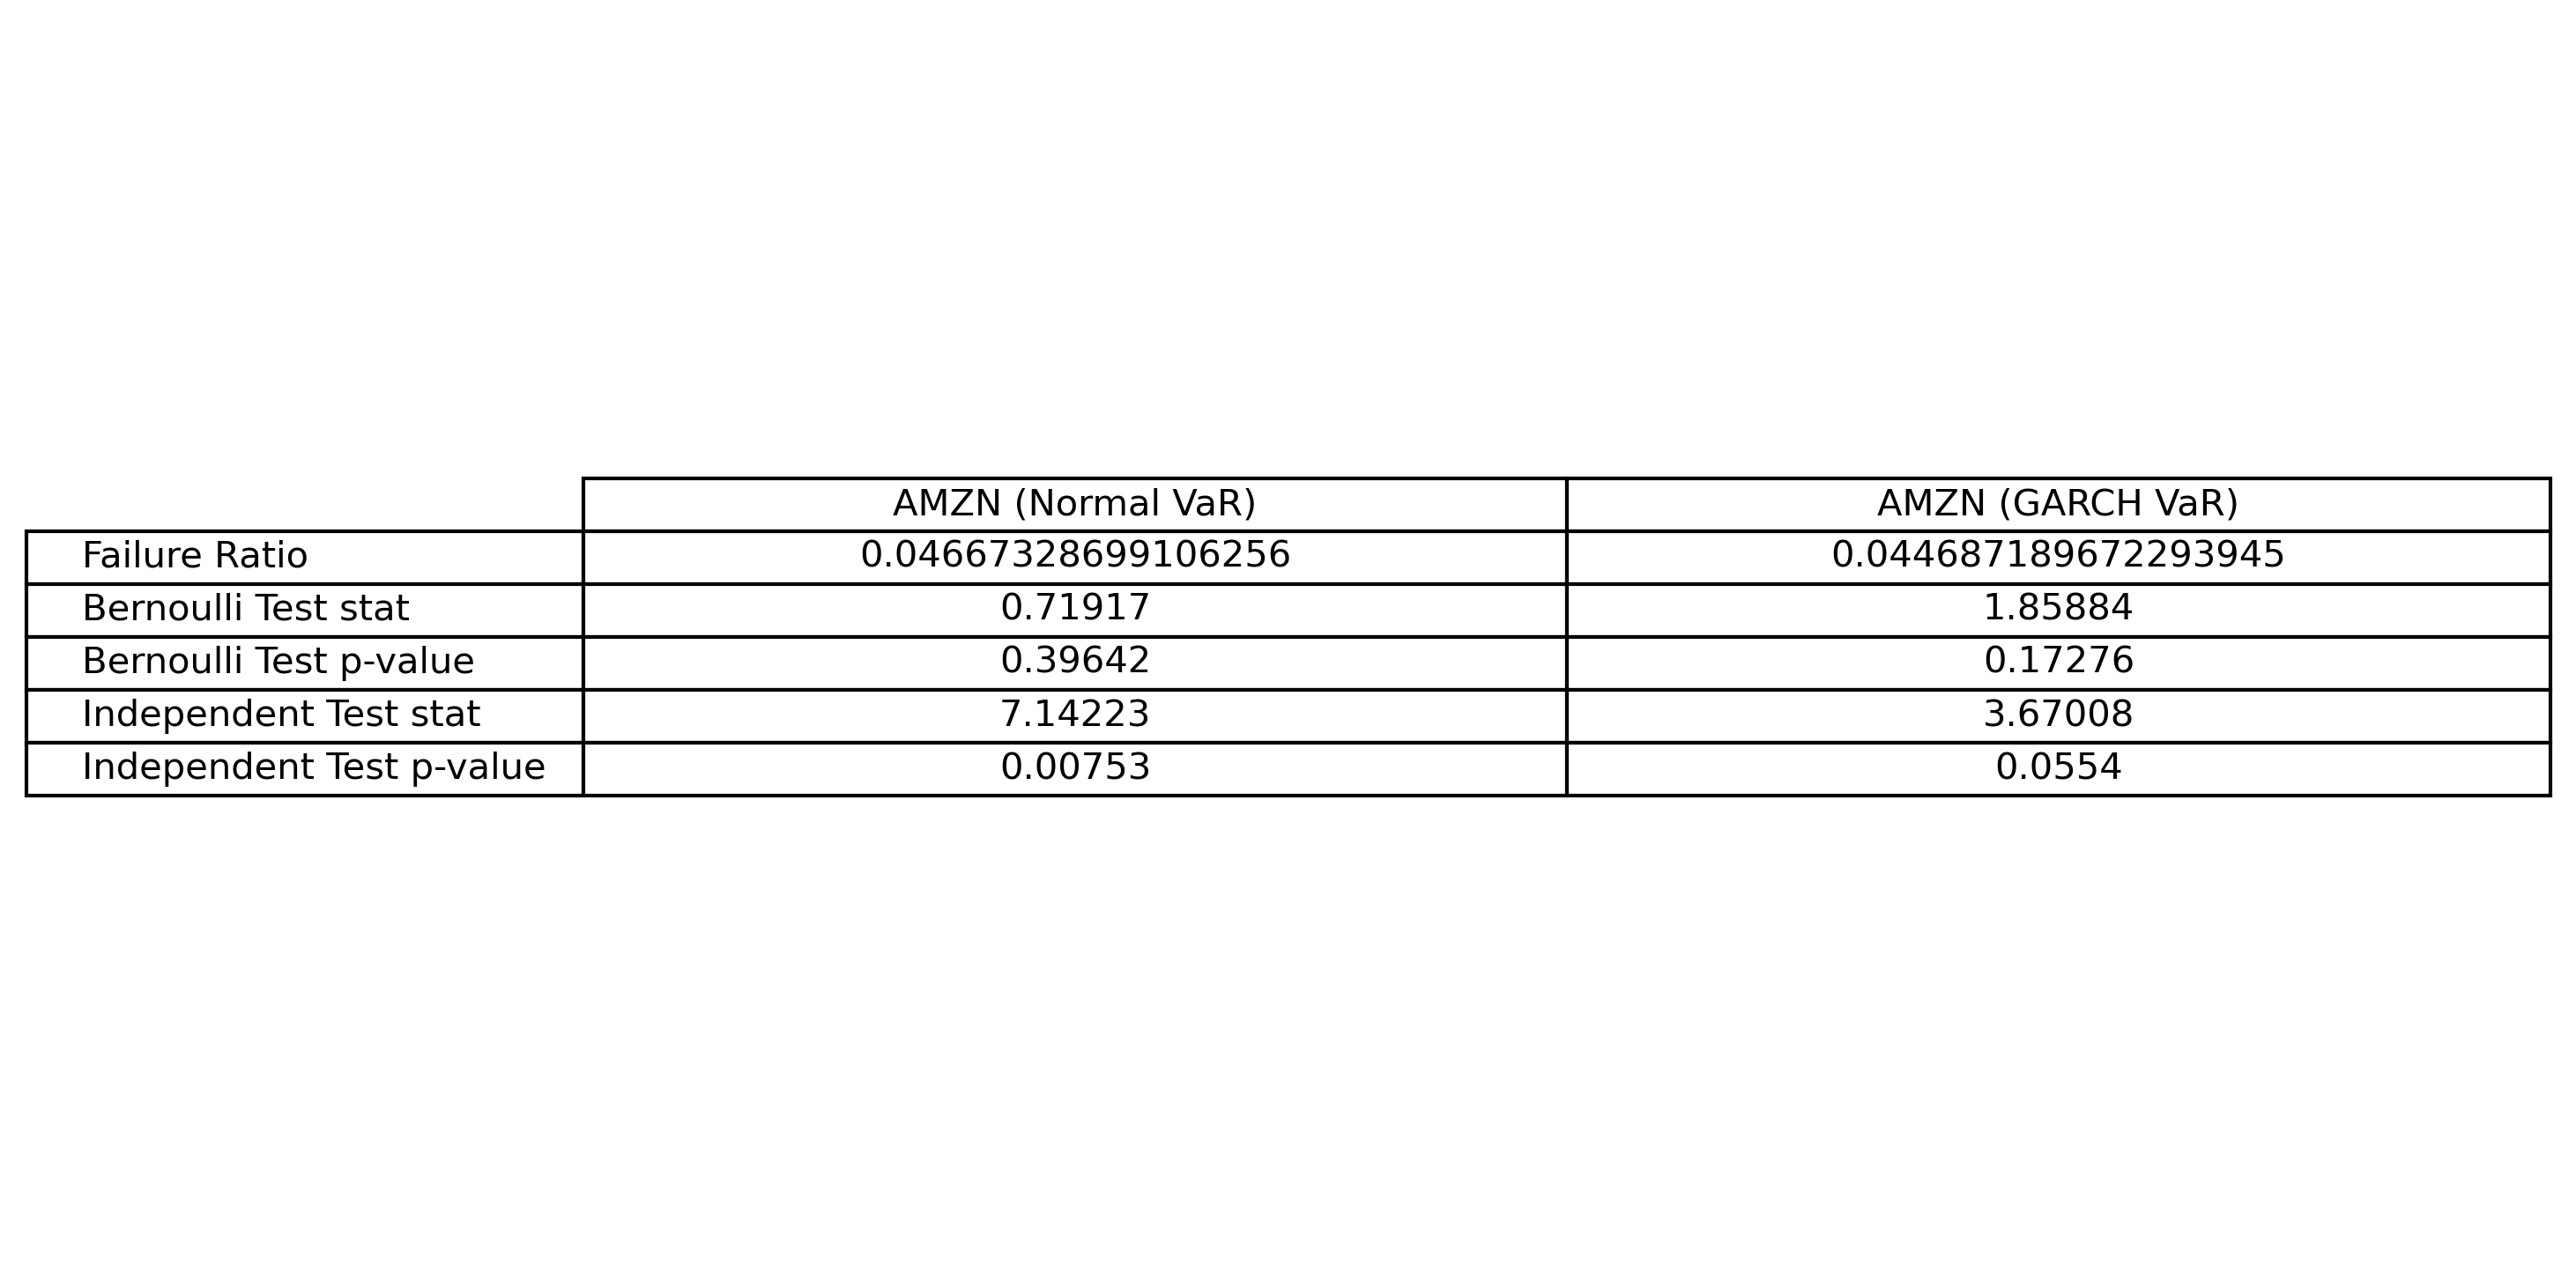 AMZN (Normal VaR) AMZN (GARCH VaR)
Failure Ratio 0.04667328699106256 0.044687189672293945
Bernoulli Test stat 0.71917 1.85884
Bernoulli Test p-value 0.39642 0.17276
Independent Test stat 7.14223 3.67008
Independent Test p-value 0.00753 0.0554